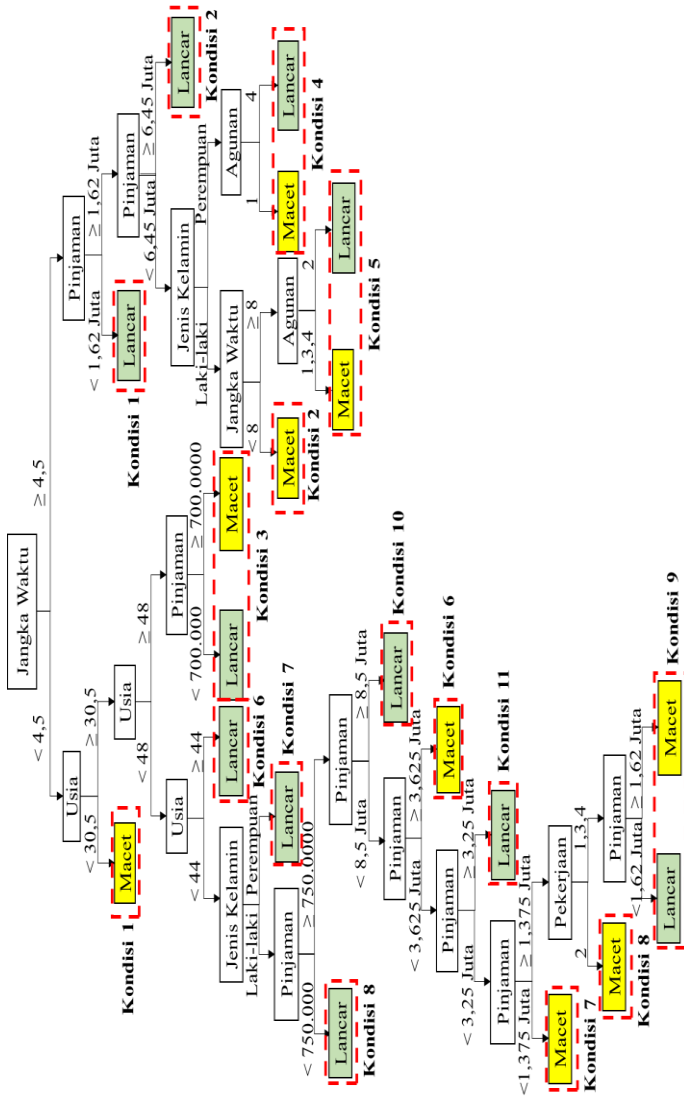 Jangka Waktu
< 4,5
≥ 4,5
Usia
Pinjaman
< 30,5
≥ 30,5
< 1,62 Juta
≥ 1,62 Juta
Macet
Kondisi 1
Usia
Lancar
Kondisi 1
Pinjaman
< 48
≥ 48
< 6,45 Juta
≥ 6,45 Juta
Usia
Pinjaman
Jenis Kelamin
Lancar
Kondisi 2
< 44
≥ 44
< 700.000
≥ 700.0000
Laki-laki
Perempuan
Jenis Kelamin
Lancar
Kondisi 6
Lancar
Macet
Kondisi 3
Jangka Waktu
Agunan
Laki-laki
Perempuan
< 8
≥ 8
1
4
Pinjaman
Lancar
Kondisi 7
Macet
Kondisi 2
Agunan
Macet
Lancar
Kondisi 4
< 750.000
≥ 750.0000
1,3,4
2
Lancar
Kondisi 8
Pinjaman
Macet
Lancar
Kondisi 5
< 8,5 Juta
≥ 8,5 Juta
Pinjaman
Lancar
Kondisi 10
< 3,625 Juta
≥ 3,625 Juta
Pinjaman
Macet
Kondisi 6
< 3,25 Juta
≥ 3,25 Juta
Pinjaman
Lancar
Kondisi 11
<1,375 Juta
≥ 1,375 Juta
Macet
Kondisi 7
Pekerjaan
2
1,3,4
Macet
Kondisi 8
Pinjaman
<1,62 Juta
≥ 1,62 Juta
Lancar
Macet
Kondisi 9